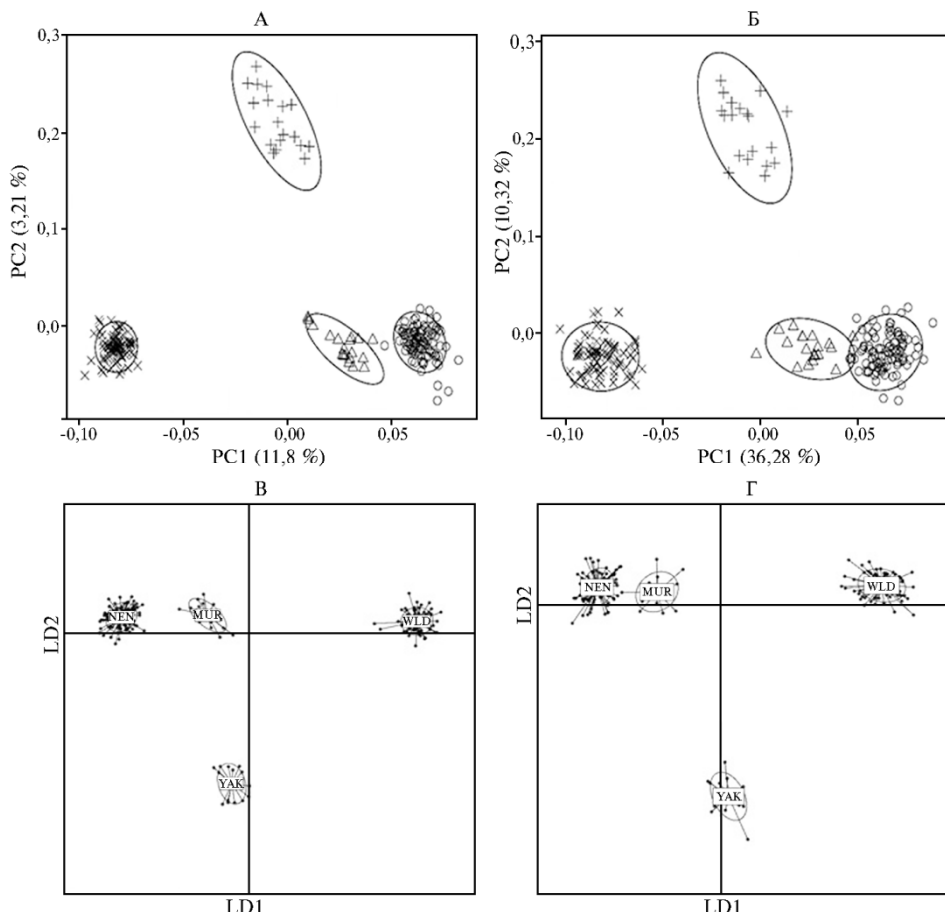 А
0,3
0,2
0,1
0,0
PC2 (3,21 %)
-0,10 -0,05 0,00 0,05
PC1 (11,8 %)
Б
0,3
0,2
0,1
0,0
PC2 (10,32 %)
-0,10 -0,05 0,00 0,05
PC1 (36,28 %)
В
NEN
MUR
WLD
YAK
LD2
LD1
Г
NEN
MUR
WLD
YAK
LD2
LD1